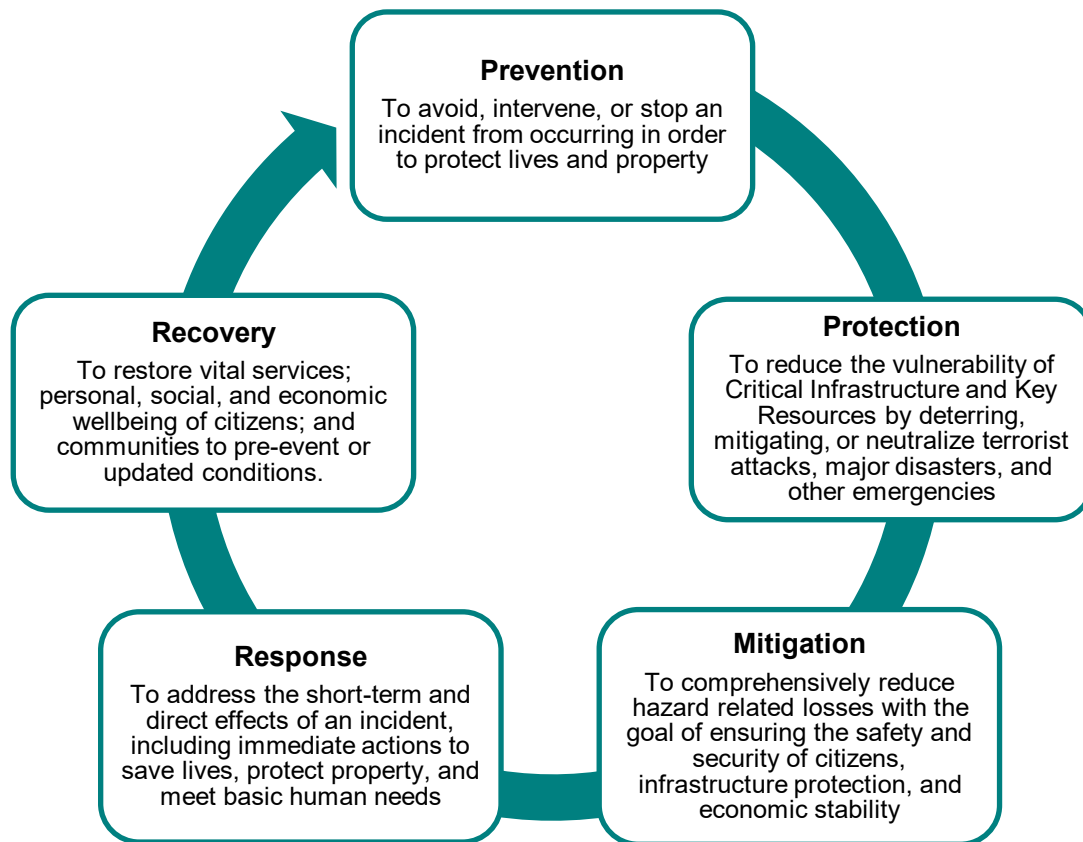 Prevention
To avoid, intervene, or stop an
incident from occurring in order
to protect lives and property
Protection
To reduce the vulnerability of
Critical Infrastructure and Key
Resources by deterring,
mitigating, or neutralize terrorist
attacks, major disasters, and
other emergencies
Mitigation
To comprehensively reduce
hazard related losses with the
goal of ensuring the safety and
security of citizens,
infrastructure protection, and
economic stability
Response
To address the short-term and
direct effects of an incident,
including immediate actions to
save lives, protect property, and
meet basic human needs
Recovery
To restore vital services;
personal, social, and economic
wellbeing of citizens; and
communities to pre-event or
updated conditions.